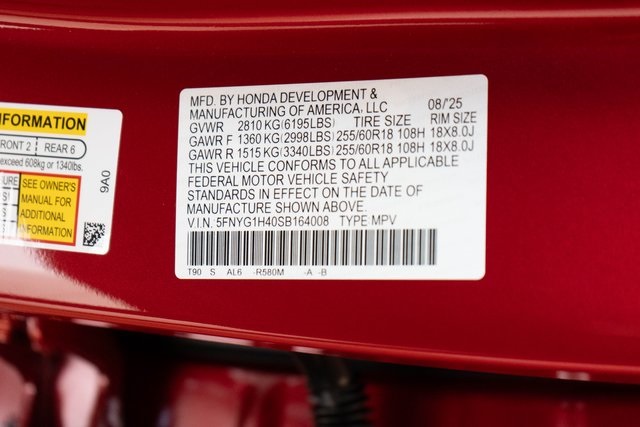 MFD. BY HONDA DEVELOPMENT &
MANUFACTURING OF AMERICA, LLC 08/'25
GVWR 2810 KG (6195LBS) TIRE SIZE RIM SIZE
GAWR F 1360 KG (2998LBS) 255/60R18 108H 18X8.0J
GAWR R 1515 KG (3340LBS) 255/60R18 108H 18X8.0J
THIS VEHICLE CONFORMS TO ALL APPLICABLE
FEDERAL MOTOR VEHICLE SAFETY
STANDARDS IN EFFECT ON THE DATE OF
MANUFACTURE SHOWN ABOVE.
V.I.N. 5FNYG1H40SB164008 TYPE MPV
T90 S AL6 -R580M -A -B
INFORMATION
FRONT 2 REAR 6
exceed 608kg or 1340lbs.
SEE OWNER'S
MANUAL FOR
ADDITIONAL
INFORMATION
9A0